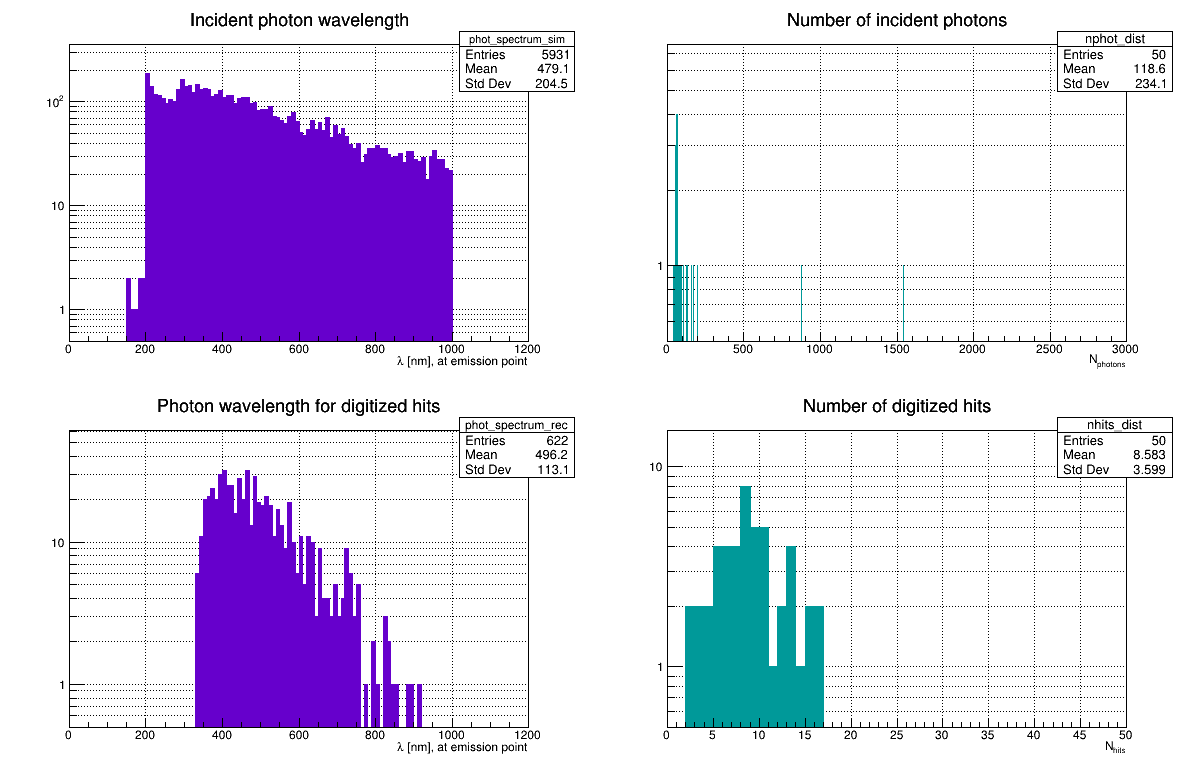 Incident photon wavelength
phot_spectrum_sim
Entries 5931
Mean 479.1
Std Dev 204.5
10²
10
1
0 200 400 600 800 1000 1200
λ [nm], at emission point
Number of incident photons
nphot_dist
Entries 50
Mean 118.6
Std Dev 234.1
1
0 500 1000 1500 2000 2500 3000
Nphotons
Photon wavelength for digitized hits
phot_spectrum_rec
Entries 622
Mean 496.2
Std Dev 113.1
10
1
0 200 400 600 800 1000 1200
λ [nm], at emission point
Number of digitized hits
nhits_dist
Entries 50
Mean 8.583
Std Dev 3.599
10
1
0 5 10 15 20 25 30 35 40 45 50
Nhits